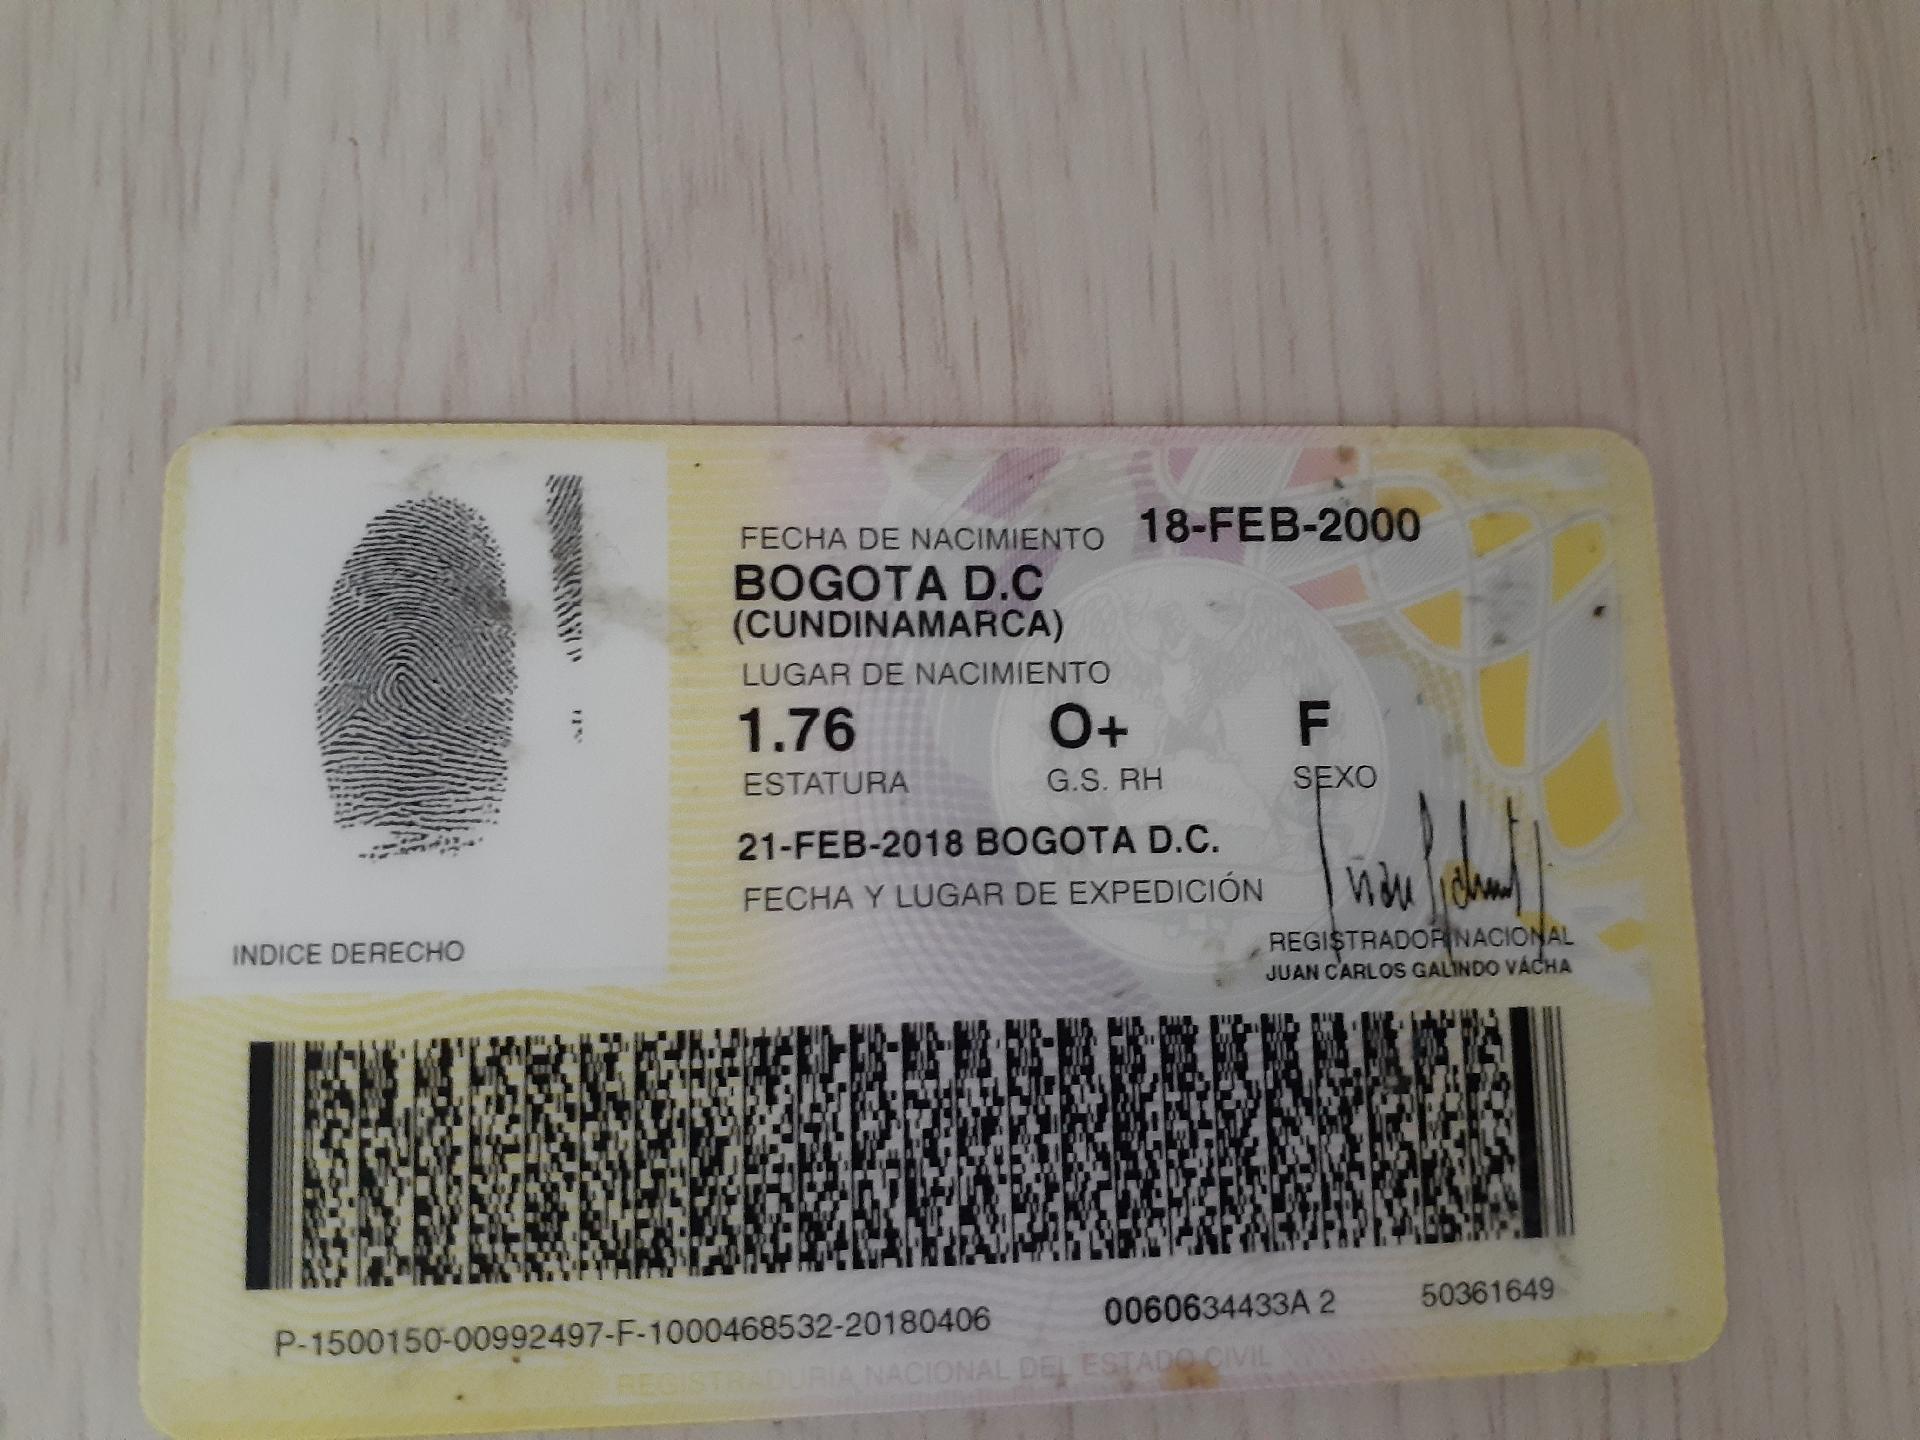 FECHA DE NACIMIENTO 18-FEB-2000
BOGOTA D.C
(CUNDINAMARCA)
LUGAR DE NACIMIENTO
1.76 O+ F
ESTATURA G.S. RH SEXO
21-FEB-2018 BOGOTA D.C.
FECHA Y LUGAR DE EXPEDICIÓN
INDICE DERECHO
REGISTRADOR NACIONAL
JUAN CARLOS GALINDO VÁCHA
P-1500150-00992497-F-1000468532-20180406 0060634433A 2 50361649
REGISTRADURIA NACIONAL DEL ESTADO CIVIL